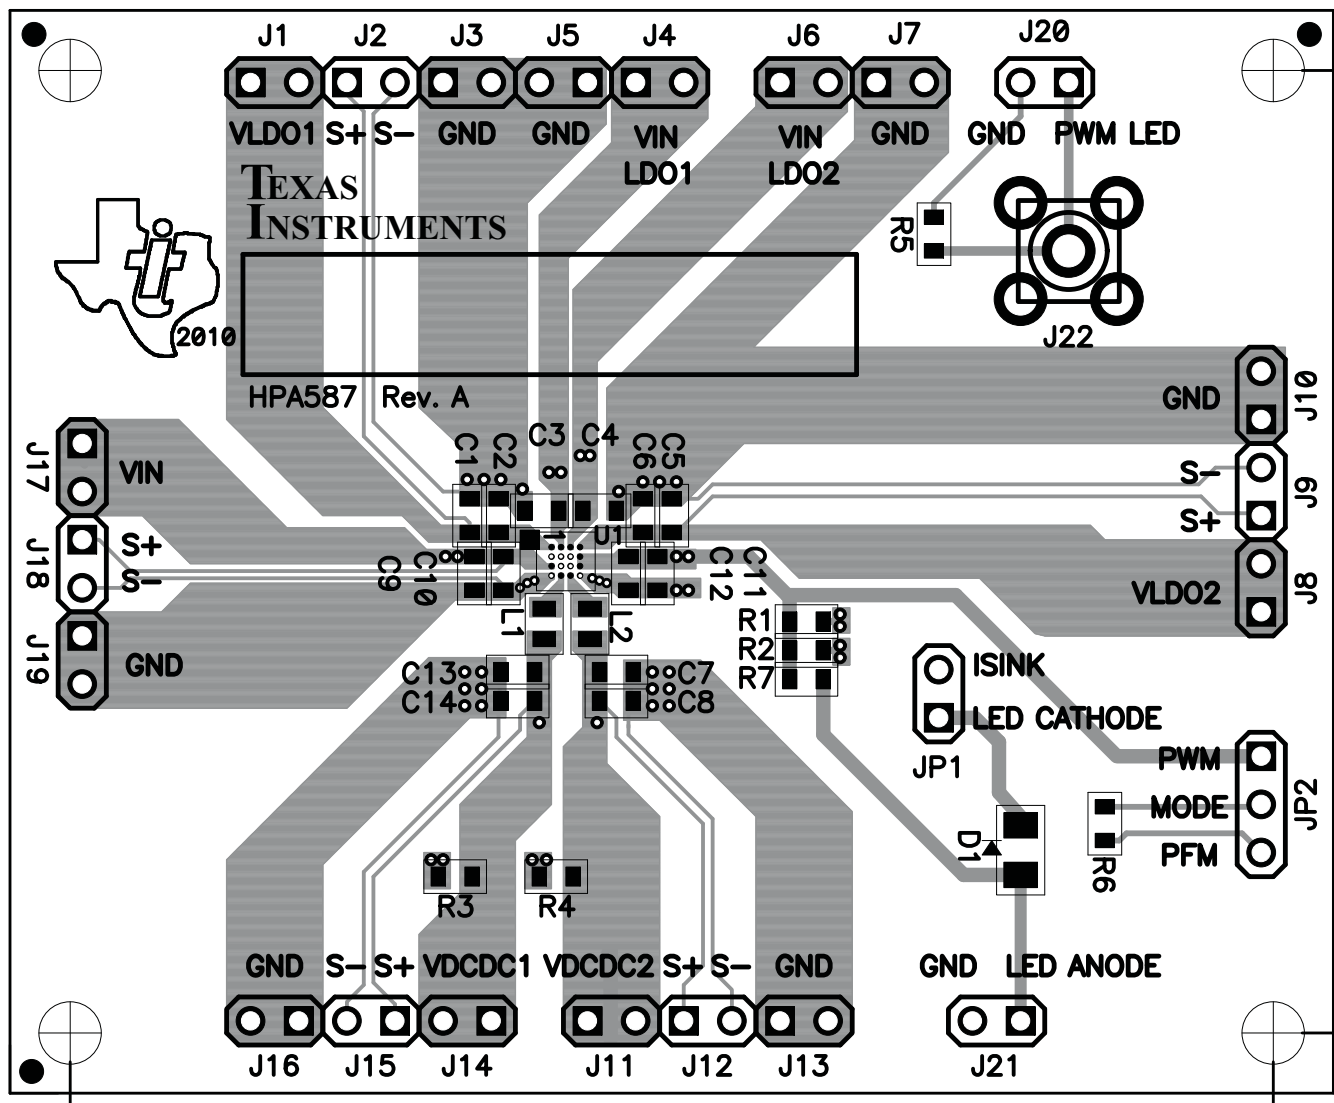 J1 J2 J3 J5 J4 J6 J7 J20
VLDO1 S+ S- GND GND VIN LDO1 VIN LDO2 GND GND PWM LED
TEXAS
INSTRUMENTS
R5
2010
J22
HPA587 Rev. A
GND J10
J17 VIN
C1 C2 C3 C4 C6 C5
S- J9
S+
J18 S+
S-
1 U1
C9 C10 C12 C11
VLDO2 J8
J19 GND
L1 L2
R1
R2
R7
C13 C7
C14 C8
ISINK
LED CATHODE
JP1
PWM
MODE JP2
PFM
D1 R6
R3 R4
GND S- S+ VDCDC1 VDCDC2 S+ S- GND GND LED ANODE
J16 J15 J14 J11 J12 J13 J21